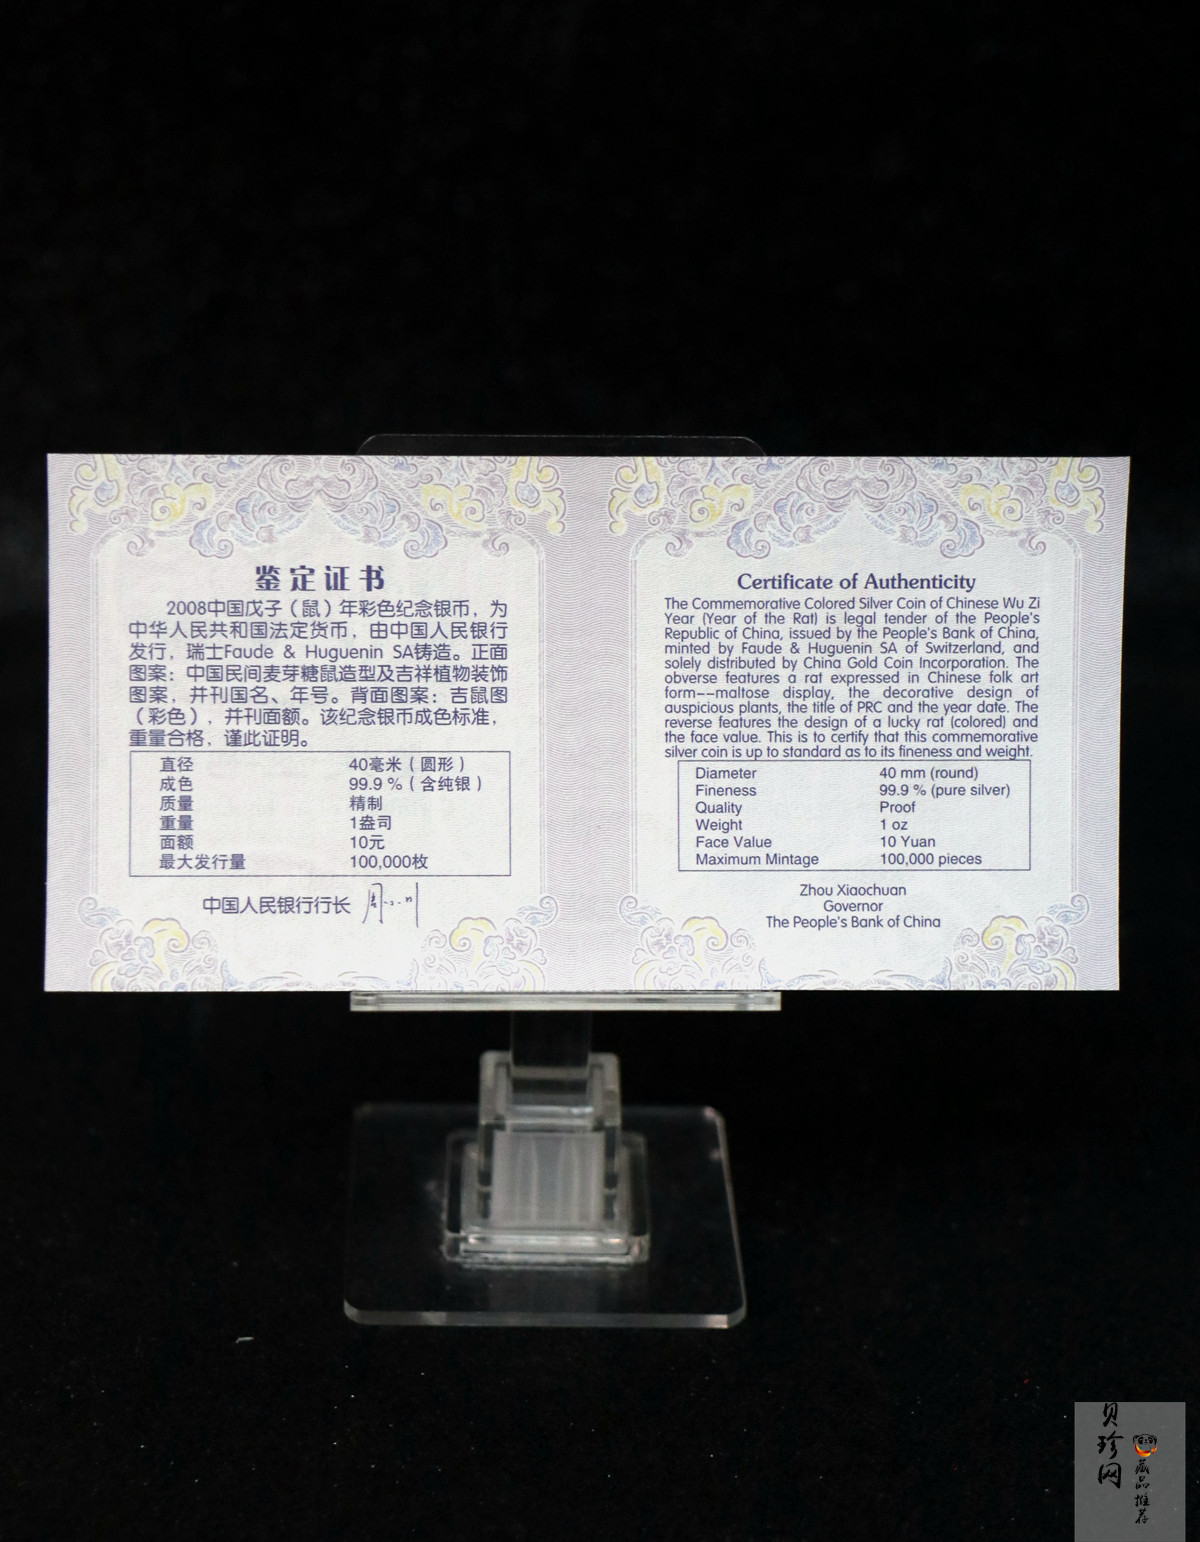 鉴定证书
2008中国戊子（鼠）年彩色纪念银币，为
中华人民共和国法定货币，由中国人民银行
发行，瑞士Faude & Huguenin SA铸造。正面
图案：中国民间麦芽糖鼠造型及吉祥植物装饰
图案，并刊国名、年号。背面图案：吉鼠图
（彩色），并刊面额。该纪念银币成色标准，
重量合格，谨此证明。
直径 40毫米（圆形）
成色 99.9 %（含纯银）
质量 精制
重量 1盎司
面额 10元
最大发行量 100,000枚
中国人民银行行长
Certificate of Authenticity
The Commemorative Colored Silver Coin of Chinese Wu Zi
Year (Year of the Rat) is legal tender of the People's
Republic of China, issued by the People's Bank of China,
minted by Faude & Huguenin SA of Switzerland, and
solely distributed by China Gold Coin Incorporation. The
obverse features a rat expressed in Chinese folk art
form--maltose display, the decorative design of
auspicious plants, the title of PRC and the year date. The
reverse features the design of a lucky rat (colored) and
the face value. This is to certify that this commemorative
silver coin is up to standard as to its fineness and weight.
Diameter 40 mm (round)
Fineness 99.9 % (pure silver)
Quality Proof
Weight 1 oz
Face Value 10 Yuan
Maximum Mintage 100,000 pieces
Zhou Xiaochuan
Governor
The People's Bank of China
贝珍网
藏品推荐